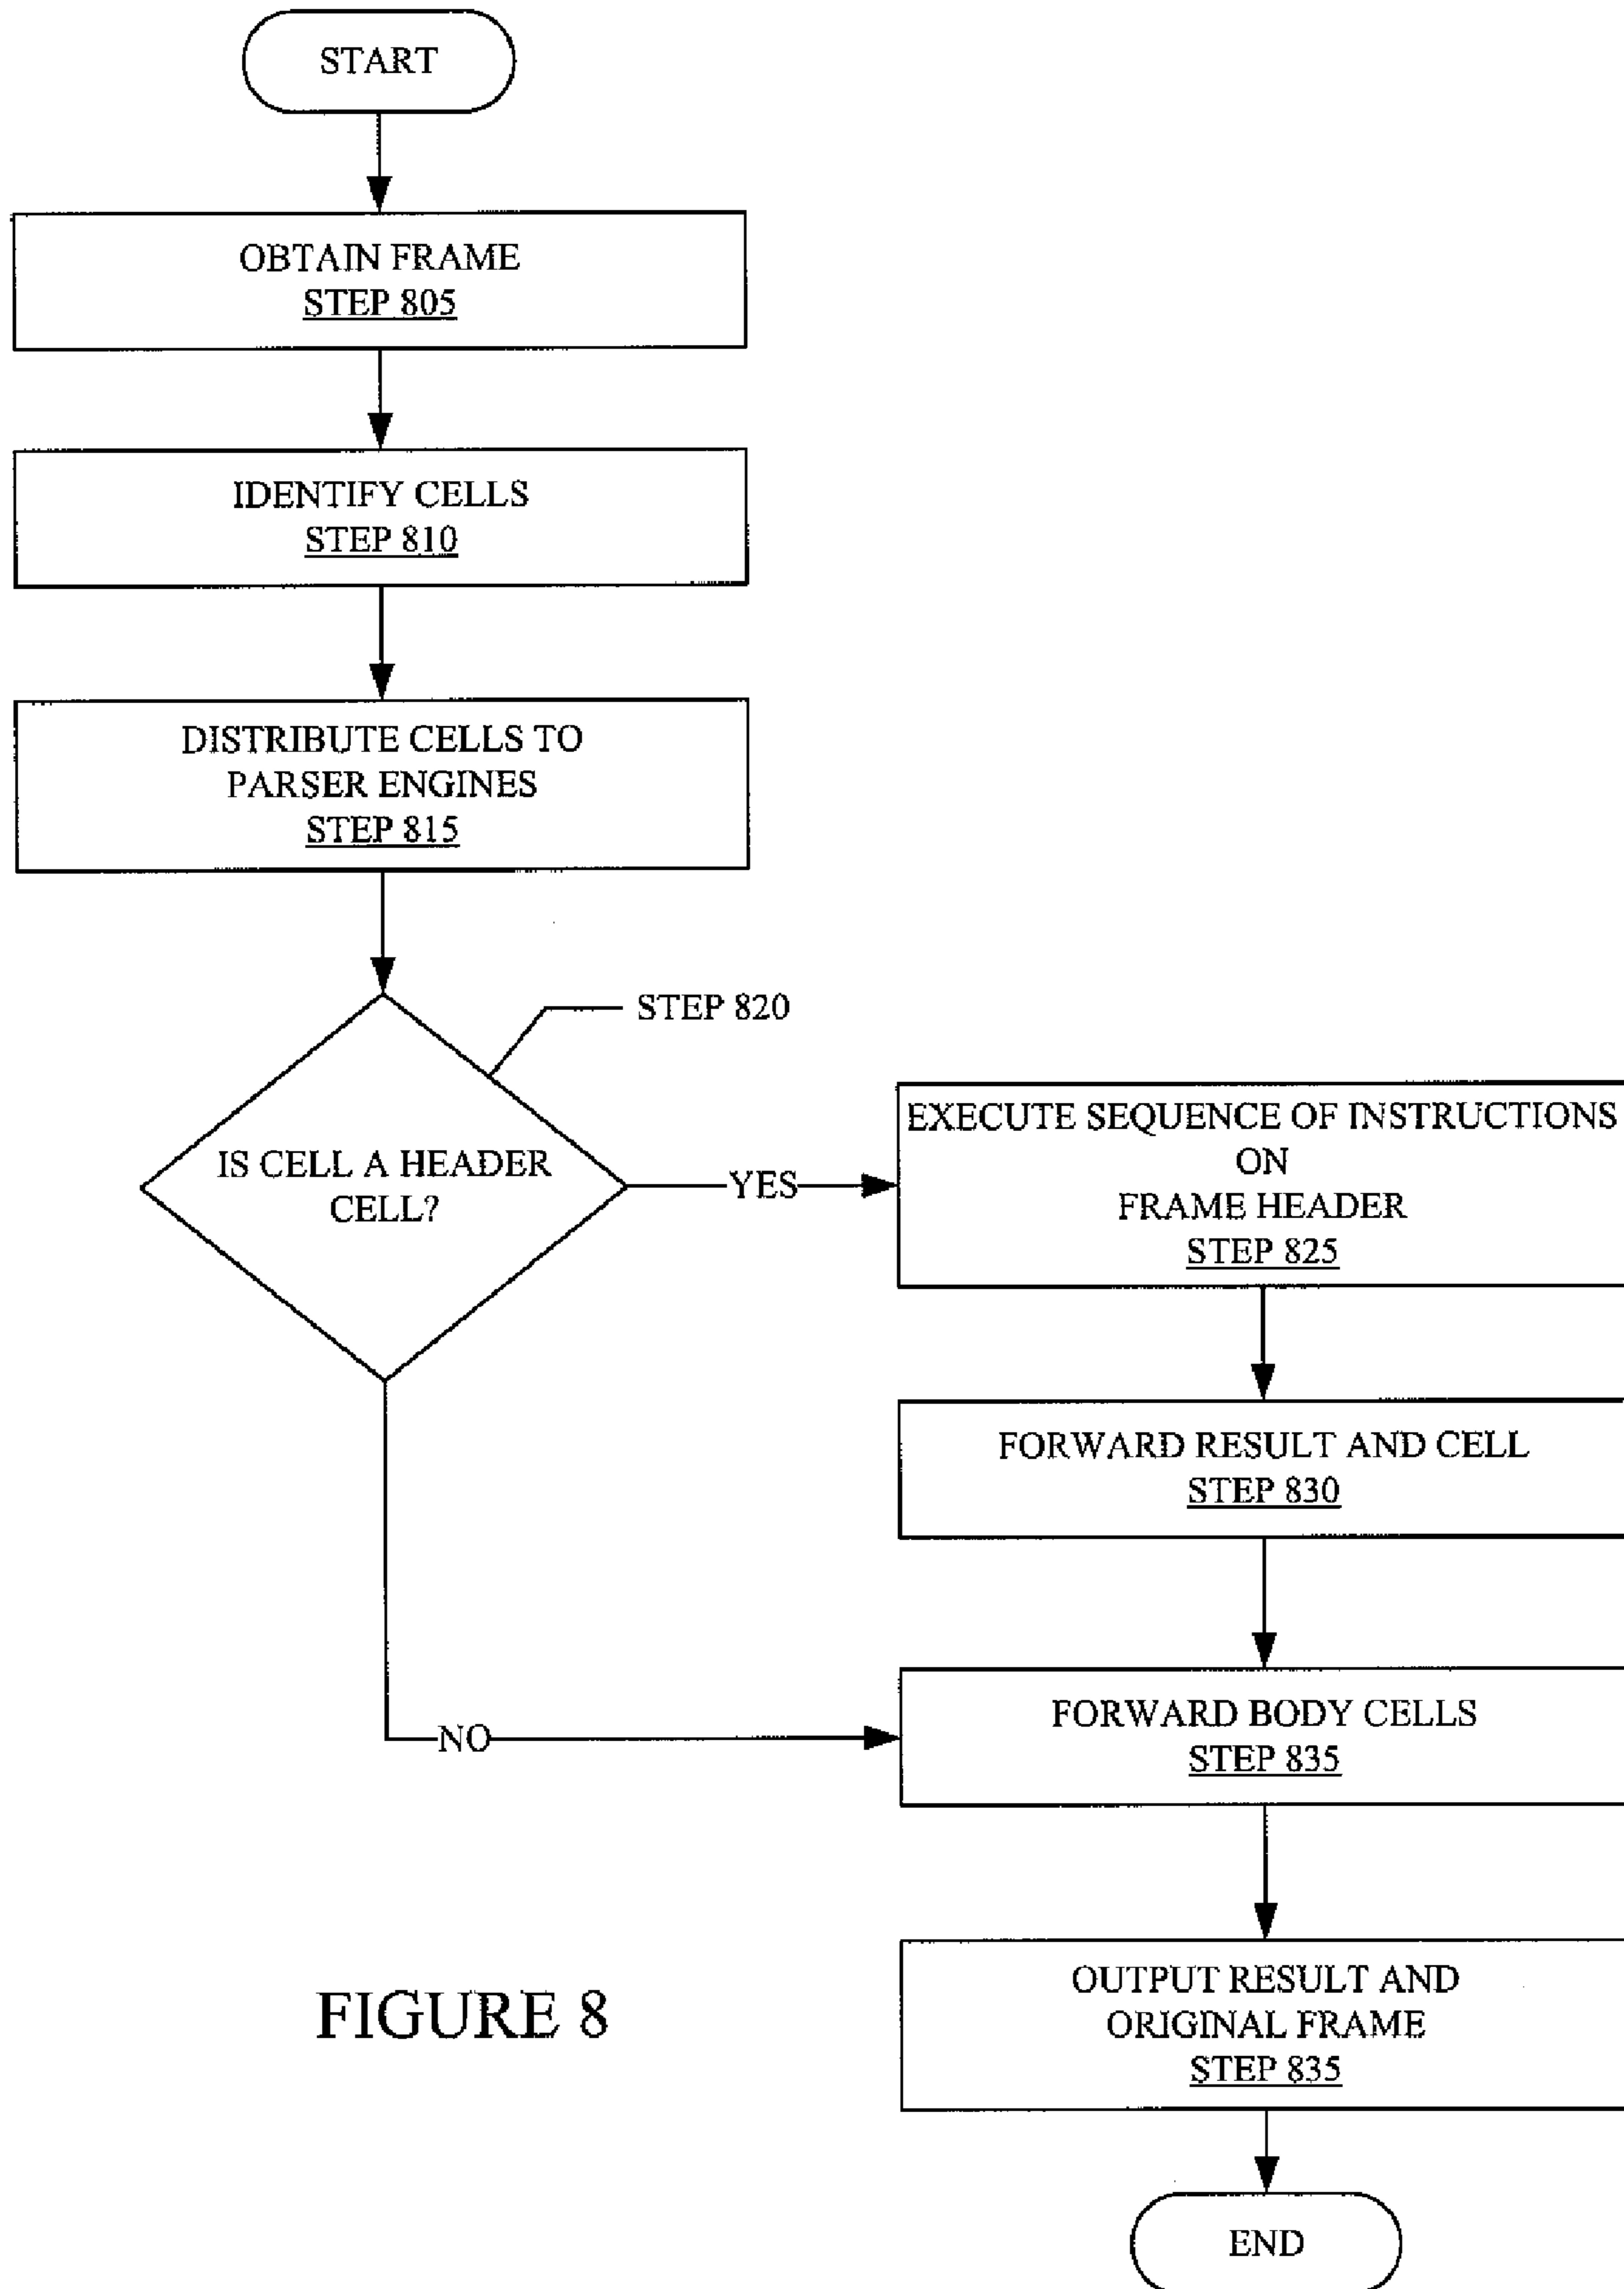 START
OBTAIN FRAME
STEP 805
IDENTIFY CELLS
STEP 810
DISTRIBUTE CELLS TO
PARSER ENGINES
STEP 815
STEP 820
IS CELL A HEADER
CELL?
YES
EXECUTE SEQUENCE OF INSTRUCTIONS
ON
FRAME HEADER
STEP 825
FORWARD RESULT AND CELL
STEP 830
NO
FORWARD BODY CELLS
STEP 835
OUTPUT RESULT AND
ORIGINAL FRAME
STEP 835
END
FIGURE 8